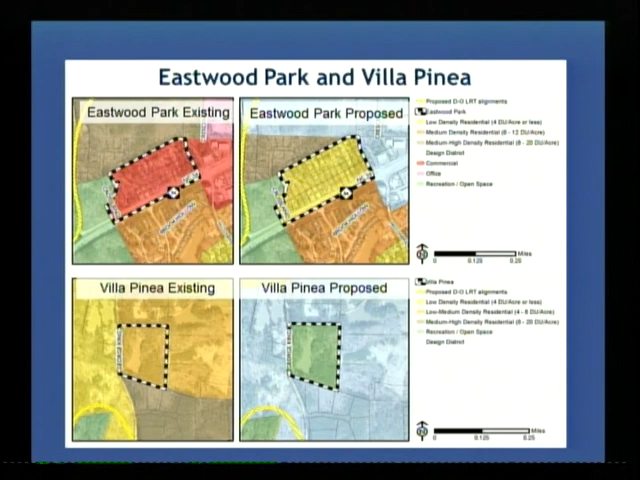 Eastwood Park and Villa Pinea
Eastwood Park Existing
Eastwood Park Proposed
Proposed D-O LRT alignments
Eastwood Park
Low Density Residential (4 DU/Acre or less)
Medium Density Residential (8 - 12 DU/Acre)
Medium-High Density Residential (8 - 20 DU/Acre)
Design District
Commercial
Office
Recreation / Open Space
Miles
0 0.125 0.25
Villa Pinea Existing
Villa Pinea Proposed
Villa Pinea
Proposed D-O LRT alignments
Low Density Residential (4 DU/Acre or less)
Low-Medium Density Residential (4 - 8 DU/Acre)
Medium-High Density Residential (8 - 20 DU/Acre)
Recreation / Open Space
Design District
Miles
0 0.125 0.25